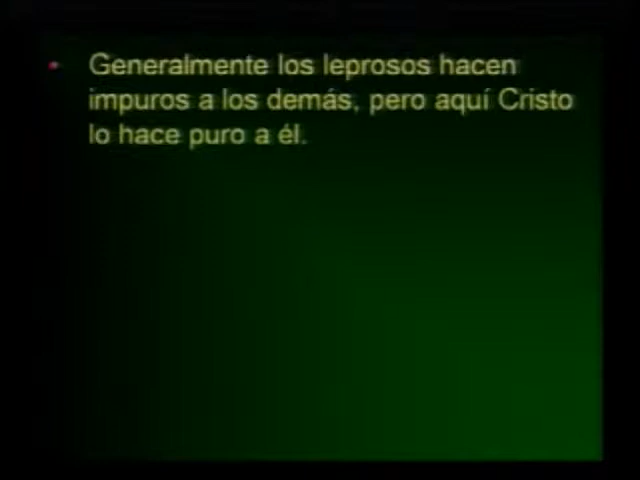 • Generalmente los leprosos hacen
impuros a los demás, pero aquí Cristo
lo hace puro a él.